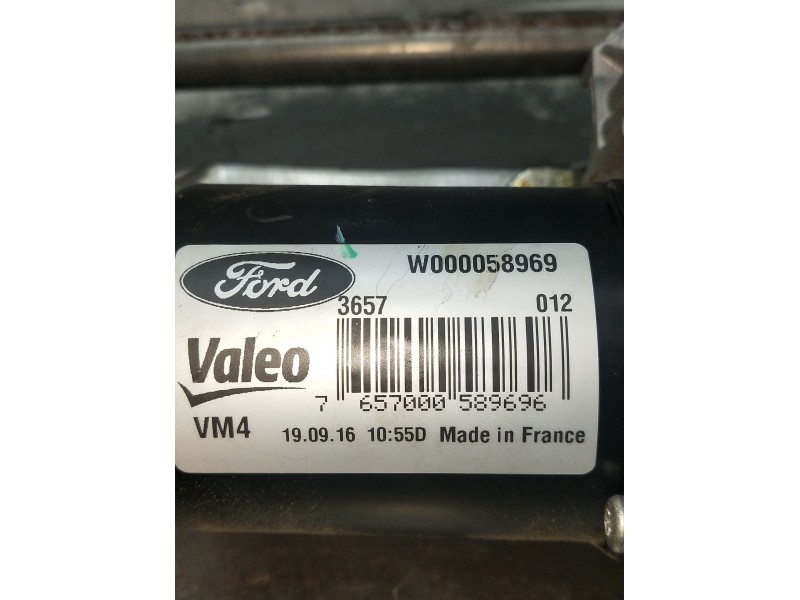 Ford
W000058969
3657 012
Valeo
7 657000 589696
VM4 19.09.16 10:55D Made in France